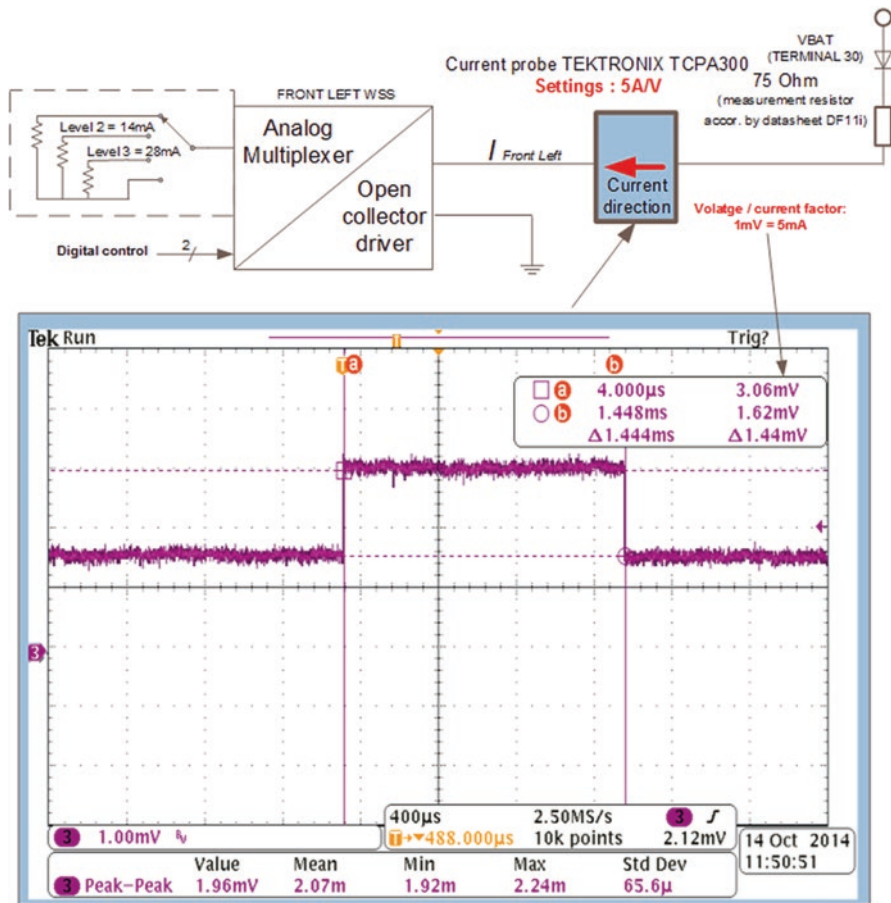 VBAT
(TERMINAL 30)
Current probe TEKTRONIX TCPA300
Settings : 5A/V
75 Ohm
(measurement resistor
accor. by datasheet DF11i)
FRONT LEFT WSS
Level 2 = 14mA
Level 3 = 28mA
Analog
Multiplexer
Open
collector
driver
I Front Left
Current
direction
Volatge / current factor:
1mV = 5mA
Digital control
2
Tek Run
T
Trig?
T a
b
a 4.000µs 3.06mV
b 1.448ms 1.62mV
Δ1.444ms Δ1.44mV
3
3 1.00mV
400µs 2.50MS/s 3
T→▼488.000µs 10k points 2.12mV
14 Oct 2014
11:50:51
Value Mean Min Max Std Dev
3 Peak-Peak 1.96mV 2.07m 1.92m 2.24m 65.6µ